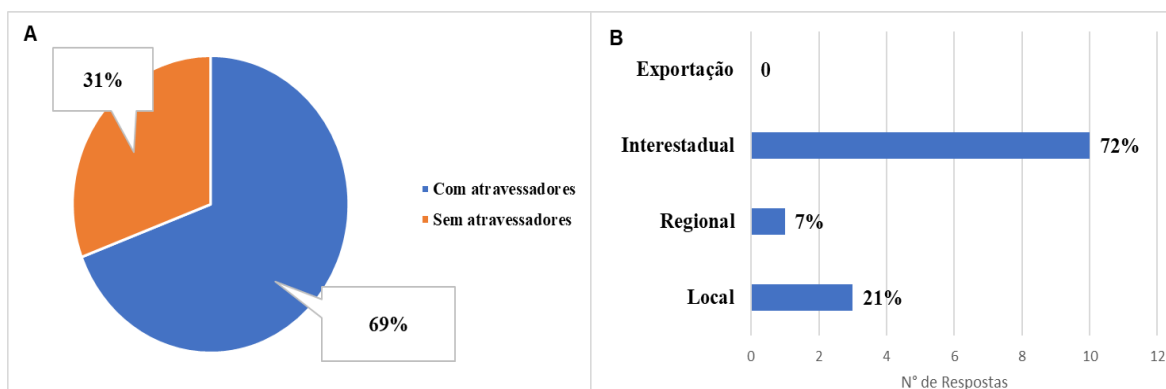 A
31%
69%
Com atravessadores
Sem atravessadores
B
Exportação
0
Interestadual
72%
Regional
7%
Local
21%
0 2 4 6 8 10 12
N° de Respostas